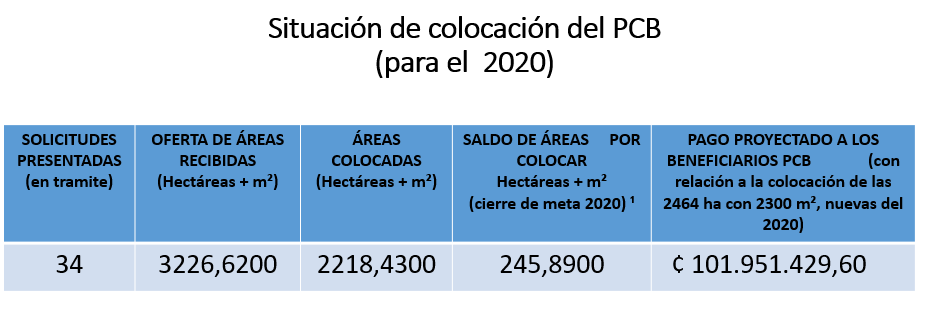 Situación de colocación del PCB
(para el 2020)
SOLICITUDES
PRESENTADAS
(en tramite)
OFERTA DE ÁREAS
RECIBIDAS
(Hectáreas + m²)
ÁREAS
COLOCADAS
(Hectáreas + m²)
SALDO DE ÁREAS POR
COLOCAR
Hectáreas + m²
(cierre de meta 2020) ¹
PAGO PROYECTADO A LOS
BENEFICIARIOS PCB (con
relación a la colocación de las
2464 ha con 2300 m², nuevas del
2020)
34
3226,6200
2218,4300
245,8900
₡ 101.951.429,60